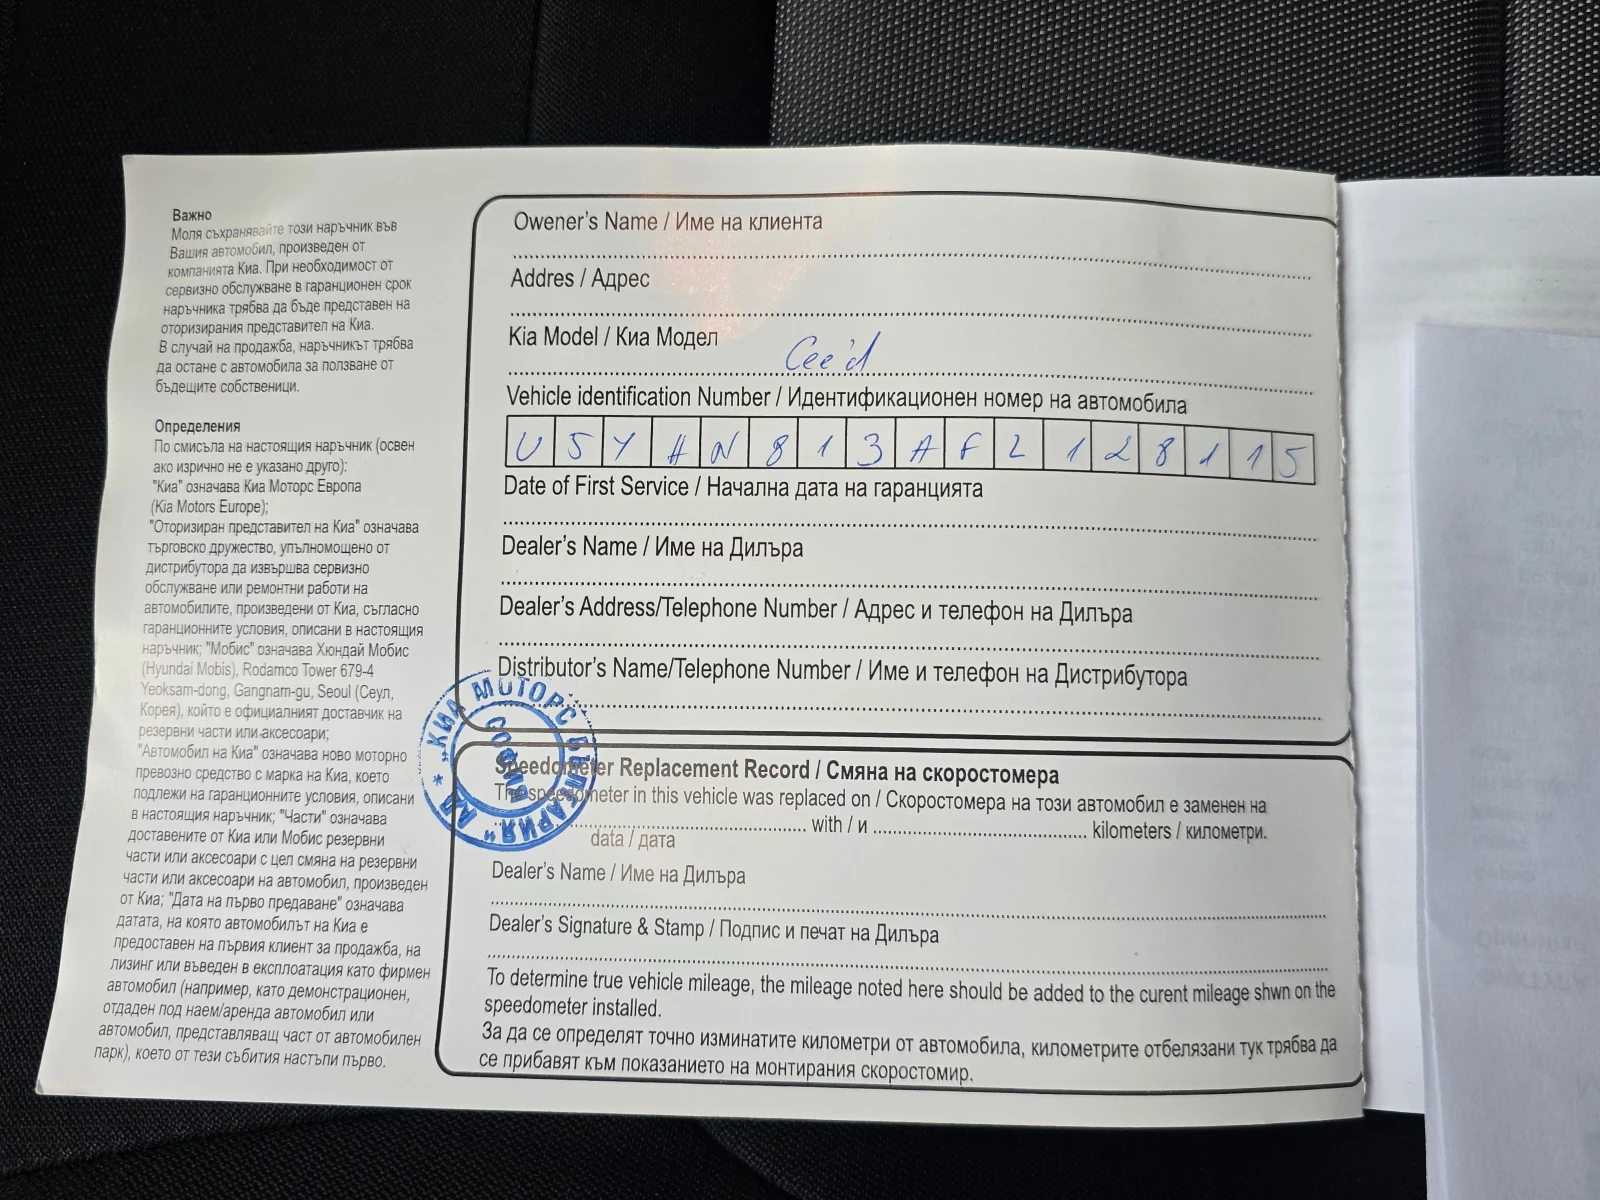 Важно
Моля съхранявайте този наръчник във
Вашия автомобил, произведен от
компанията Киа. При необходимост от
сервизно обслужване в гаранционен срок
наръчника трябва да бъде представен на
оторизирания представител на Киа.
В случай на продажба, наръчникът трябва
да остане с автомобила за ползване от
бъдещите собственици.
Определения
По смисъла на настоящия наръчник (освен
ако изрично не е указано друго):
"Киа" означава Киа Моторс Европа
(Kia Motors Europe);
"Оторизиран представител на Киа" означава
търговско дружество, упълномощено от
дистрибутора да извършва сервизно
обслужване или ремонтни работи на
автомобилите, произведени от Киа, съгласно
гаранционните условия, описани в настоящия
наръчник; "Мобис" означава Хюндай Мобис
(Hyundai Mobis), Rodamco Tower 679-4
Yeoksam-dong, Gangnam-gu, Seoul (Сеул,
Корея), който е официалният доставчик на
резервни части или аксесоари;
"Автомобил на Киа" означава ново моторно
превозно средство с марка на Киа, което
подлежи на гаранционните условия, описани
в настоящия наръчник; "Части" означава
доставените от Киа или Мобис резервни
части или аксесоари с цел смяна на резервни
части или аксесоари на автомобил, произведен
от Киа; "Дата на първо предаване" означава
датата, на която автомобилът на Киа е
предоставен на първия клиент за продажба, на
лизинг или въведен в експлоатация като фирмен
автомобил (например, като демонстрационен,
отдаден под наем/аренда автомобил или
автомобил, представляващ част от автомобилен
парк), което от тези събития настъпи първо.
Owener's Name / Име на клиента
Addres / Адрес
Kia Model / Киа Модел
Cee'd
Vehicle identification Number / Идентификационен номер на автомобила
U 5 Y H N 8 1 3 A F L 1 2 8 1 1 5
Date of First Service / Начална дата на гаранцията
Dealer's Name / Име на Дилъра
Dealer's Address/Telephone Number / Адрес и телефон на Дилъра
Distributor's Name/Telephone Number / Име и телефон на Дистрибутора
"КИА МОТОРС БЪЛГАРИЯ" АД *
СОФИЯ
Speedometer Replacement Record / Смяна на скоростомера
The speedometer in this vehicle was replaced on / Скоростомера на този автомобил е заменен на
with / и kilometers / километри.
data / дата
Dealer's Name / Име на Дилъра
Dealer's Signature & Stamp / Подпис и печат на Дилъра
To determine true vehicle mileage, the mileage noted here should be added to the curent mileage shwn on the
speedometer installed.
За да се определят точно изминатите километри от автомобила, километрите отбелязани тук трябва да
се прибавят към показанието на монтирания скоростомир.